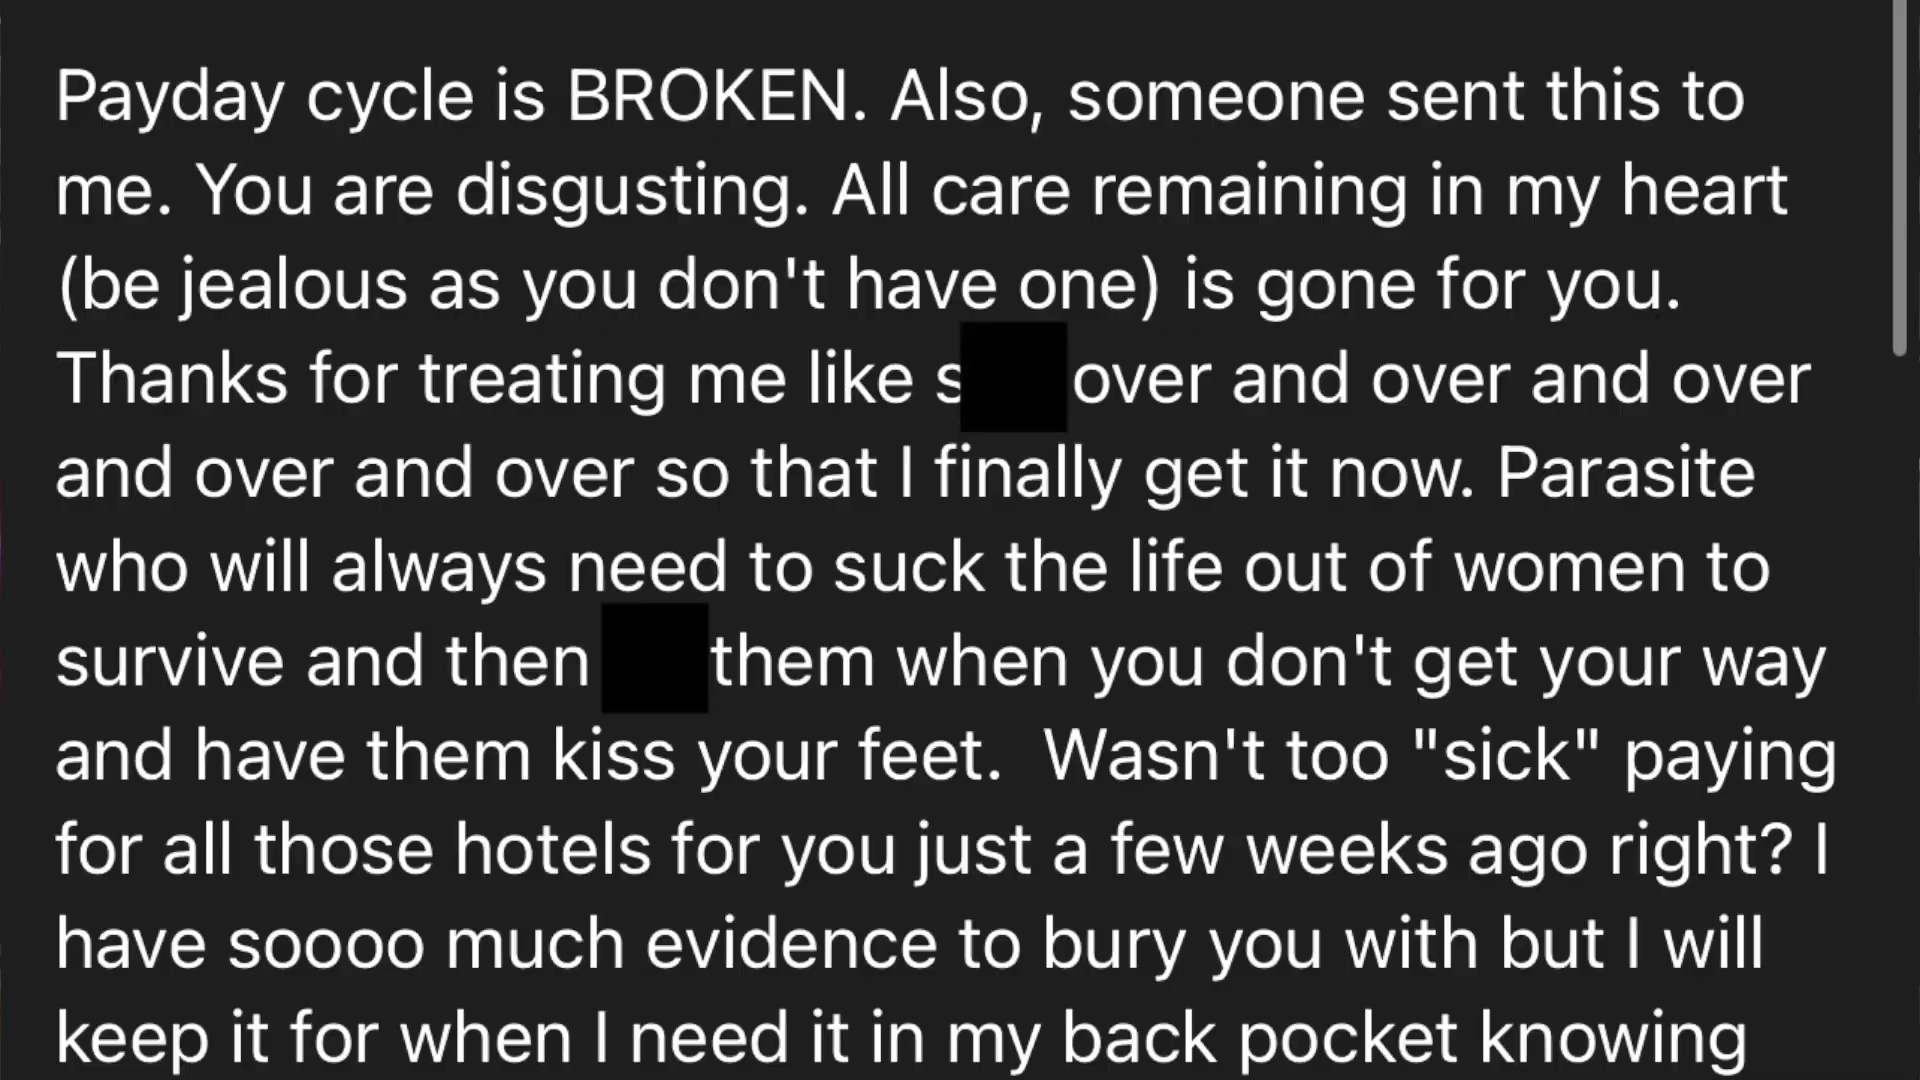 Payday cycle is BROKEN. Also, someone sent this to
me. You are disgusting. All care remaining in my heart
(be jealous as you don't have one) is gone for you.
Thanks for treating me like s over and over and over
and over and over so that I finally get it now. Parasite
who will always need to suck the life out of women to
survive and then them when you don't get your way
and have them kiss your feet.  Wasn't too "sick" paying
for all those hotels for you just a few weeks ago right? I
have soooo much evidence to bury you with but I will
keep it for when I need it in my back pocket knowing